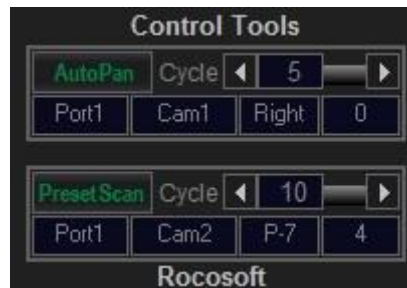 Control Tools
AutoPan Cycle 5
Port1 Cam1 Right 0
PresetScan Cycle 10
Port1 Cam2 P-7 4
Rocosoft